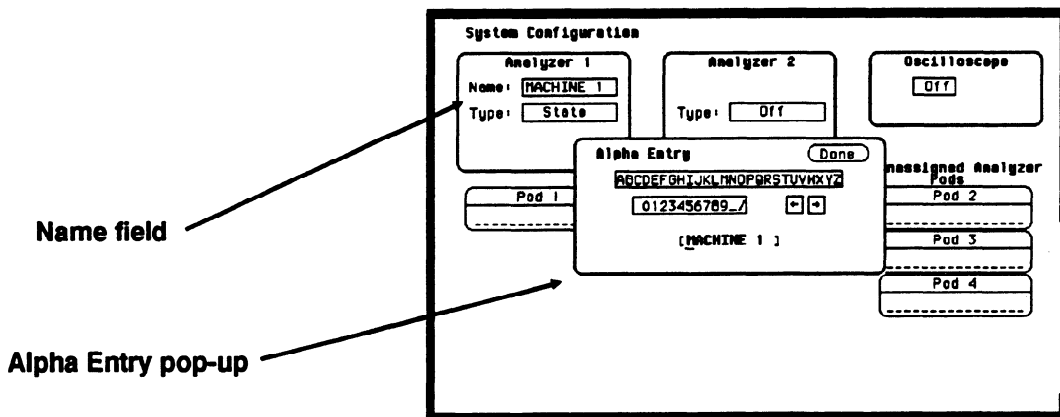 System Configuration
Analyzer 1
Name: MACHINE 1
Type: State
Analyzer 2
Type: Off
Oscilloscope
Off
Alpha Entry
Done
ABCDEFGHIJKLMNOPQRSTUVWXYZ
0123456789_/
← →
[MACHINE 1 ]
Pod 1
nassigned Analyzer
Pods
Pod 2
Pod 3
Pod 4
Name field
Alpha Entry pop-up